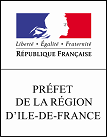 Liberté • Égalité • Fraternité
RÉPUBLIQUE FRANÇAISE
PRÉFET
DE LA RÉGION
D'ILE-DE-FRANCE